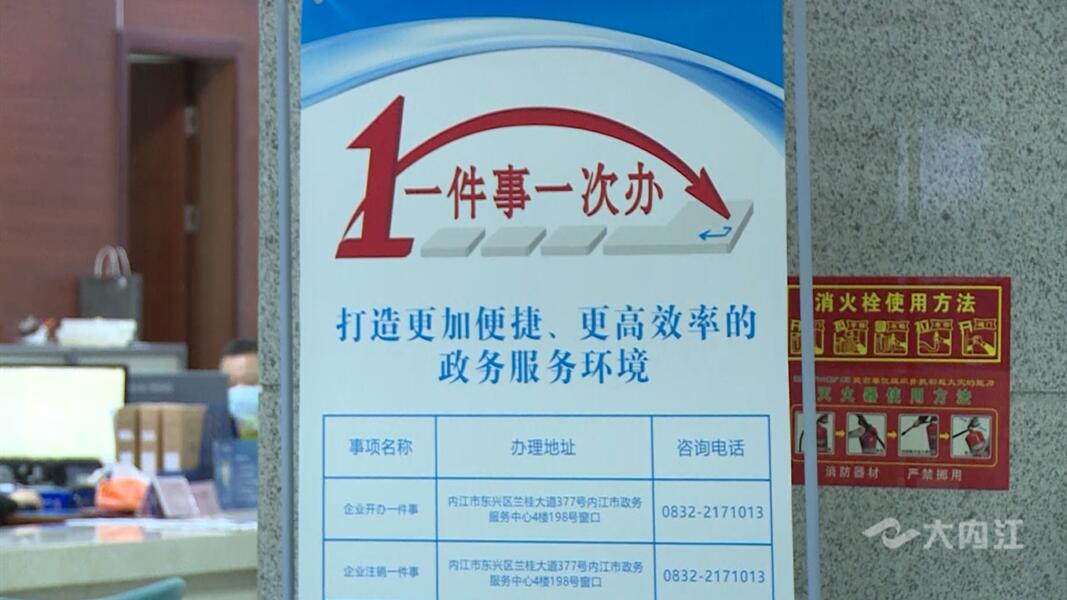 1
一件事一次办
打造更加便捷、更高效率的
政务服务环境
事项名称 办理地址 咨询电话
企业开办一件事 内江市东兴区兰桂大道377号内江市政务
服务中心4楼198号窗口 0832-2171013
企业注销一件事 内江市东兴区兰桂大道377号内江市政务
服务中心4楼198号窗口 0832-2171013
消火栓使用方法
灭火器使用方法
消防器材 严禁挪用
大内江